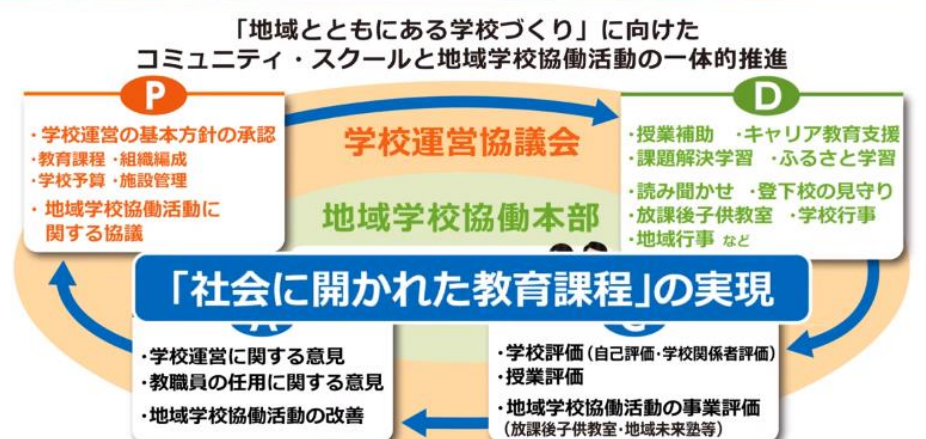 「地域とともにある学校づくり」に向けた
コミュニティ・スクールと地域学校協働活動の一体的推進
P
・学校運営の基本方針の承認
・教育課程 ・組織編成
・学校予算 ・施設管理
・地域学校協働活動に
関する協議
学校運営協議会
地域学校協働本部
D
・授業補助 ・キャリア教育支援
・課題解決学習 ・ふるさと学習
・読み聞かせ ・登下校の見守り
・放課後子供教室 ・学校行事
・地域行事 など
「社会に開かれた教育課程」の実現
・学校運営に関する意見
・教職員の任用に関する意見
・地域学校協働活動の改善
・学校評価(自己評価・学校関係者評価)
・授業評価
・地域学校協働活動の事業評価
(放課後子供教室・地域未来塾等)